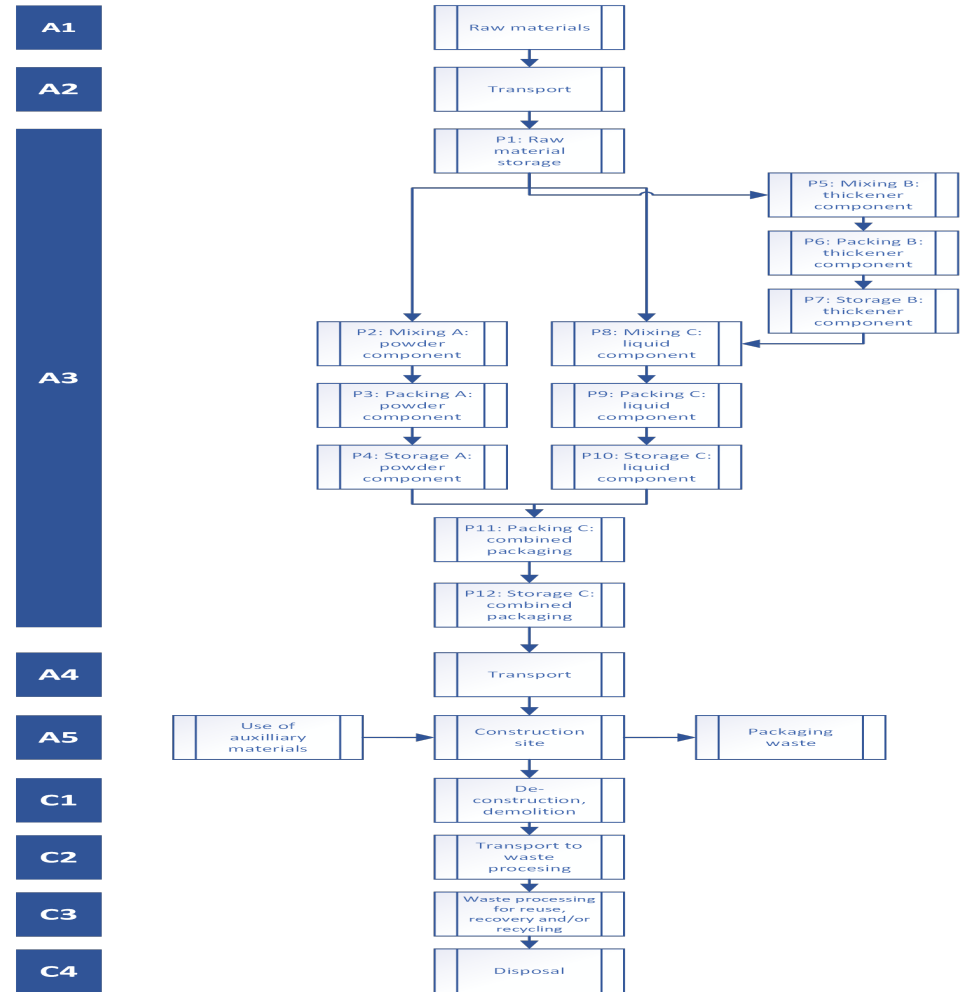 A1
Raw materials
A2
Transport
A3
P1: Raw
material
storage
P5: Mixing B:
thickener
component
P6: Packing B:
thickener
component
P7: Storage B:
thickener
component
P2: Mixing A:
powder
component
P8: Mixing C:
liquid
component
P3: Packing A:
powder
component
P9: Packing C:
liquid
component
P4: Storage A:
powder
component
P10: Storage C:
liquid
component
P11: Packing C:
combined
packaging
P12: Storage C:
combined
packaging
A4
Transport
A5
Use of
auxilliary
materials
Construction
site
Packaging
waste
C1
De-
construction,
demolition
C2
Transport to
waste
procesing
C3
Waste processing
for reuse,
recovery and/or
recycling
C4
Disposal